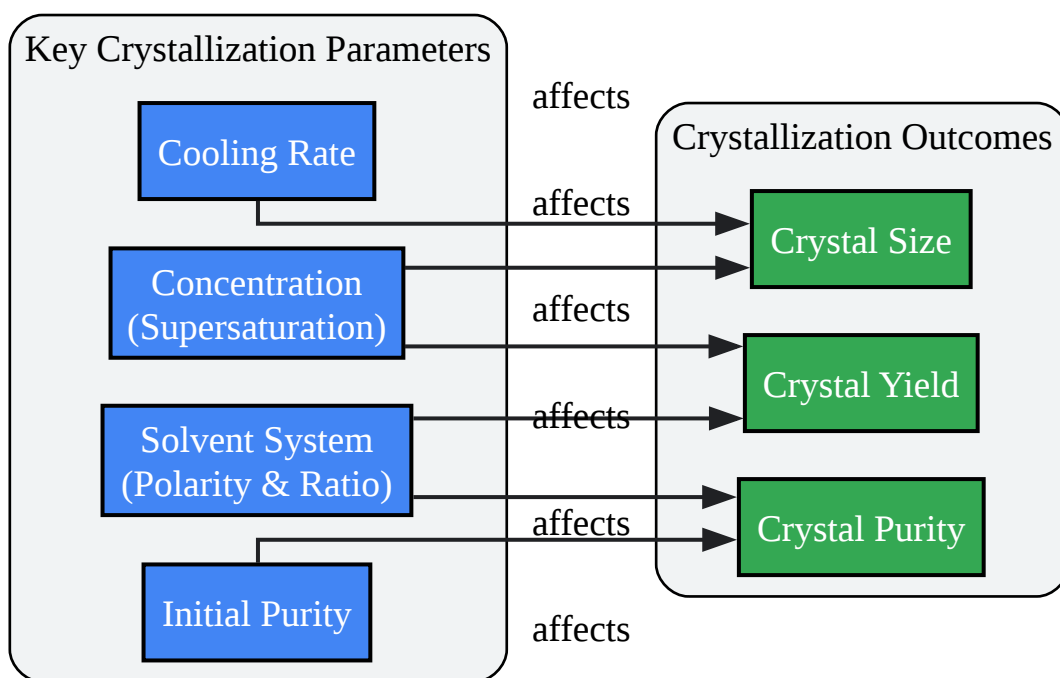 Key Crystallization Parameters
Cooling Rate
Concentration
(Supersaturation)
Solvent System
(Polarity & Ratio)
Initial Purity
affects
affects
affects
affects
affects
affects
Crystallization Outcomes
Crystal Size
Crystal Yield
Crystal Purity